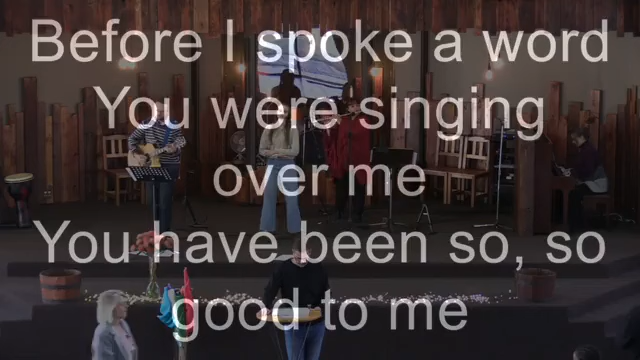 Before I spoke a word
You were singing
over me
You have been so, so
good to me